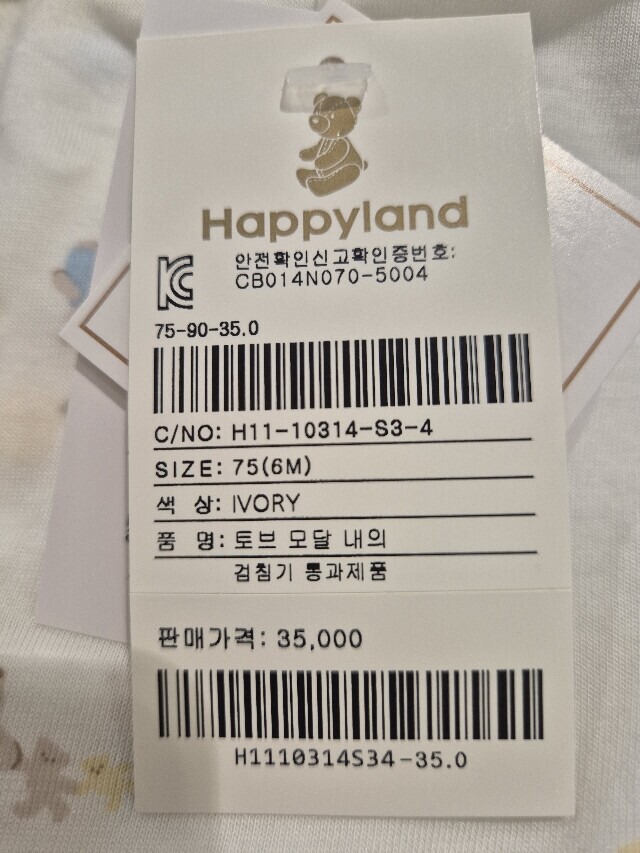 Happyland
안전확인신고확인증번호:
CB014N070-5004
75-90-35.0
C/NO: H11-10314-S3-4
SIZE: 75(6M)
색 상: IVORY
품 명: 토브 모달 내의
검침기 통과제품
판매가격: 35,000
H1110314S34-35.0